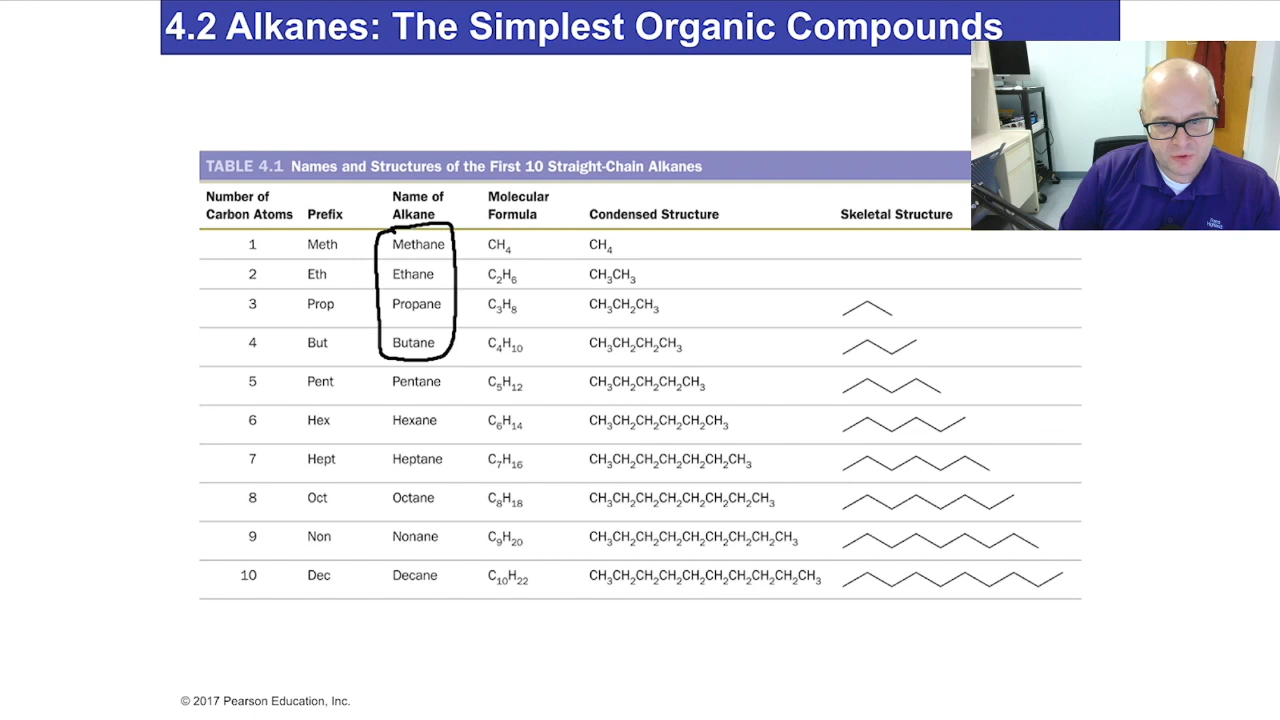 4.2 Alkanes: The Simplest Organic Compounds
TABLE 4.1 Names and Structures of the First 10 Straight-Chain Alkanes
Number of Carbon Atoms Prefix Name of Alkane Molecular Formula Condensed Structure Skeletal Structure
1 Meth Methane CH₄ CH₄
2 Eth Ethane C₂H₆ CH₃CH₃
3 Prop Propane C₃H₈ CH₃CH₂CH₃
4 But Butane C₄H₁₀ CH₃CH₂CH₂CH₃
5 Pent Pentane C₅H₁₂ CH₃CH₂CH₂CH₂CH₃
6 Hex Hexane C₆H₁₄ CH₃CH₂CH₂CH₂CH₂CH₃
7 Hept Heptane C₇H₁₆ CH₃CH₂CH₂CH₂CH₂CH₂CH₃
8 Oct Octane C₈H₁₈ CH₃CH₂CH₂CH₂CH₂CH₂CH₂CH₃
9 Non Nonane C₉H₂₀ CH₃CH₂CH₂CH₂CH₂CH₂CH₂CH₂CH₃
10 Dec Decane C₁₀H₂₂ CH₃CH₂CH₂CH₂CH₂CH₂CH₂CH₂CH₂CH₃
© 2017 Pearson Education, Inc.